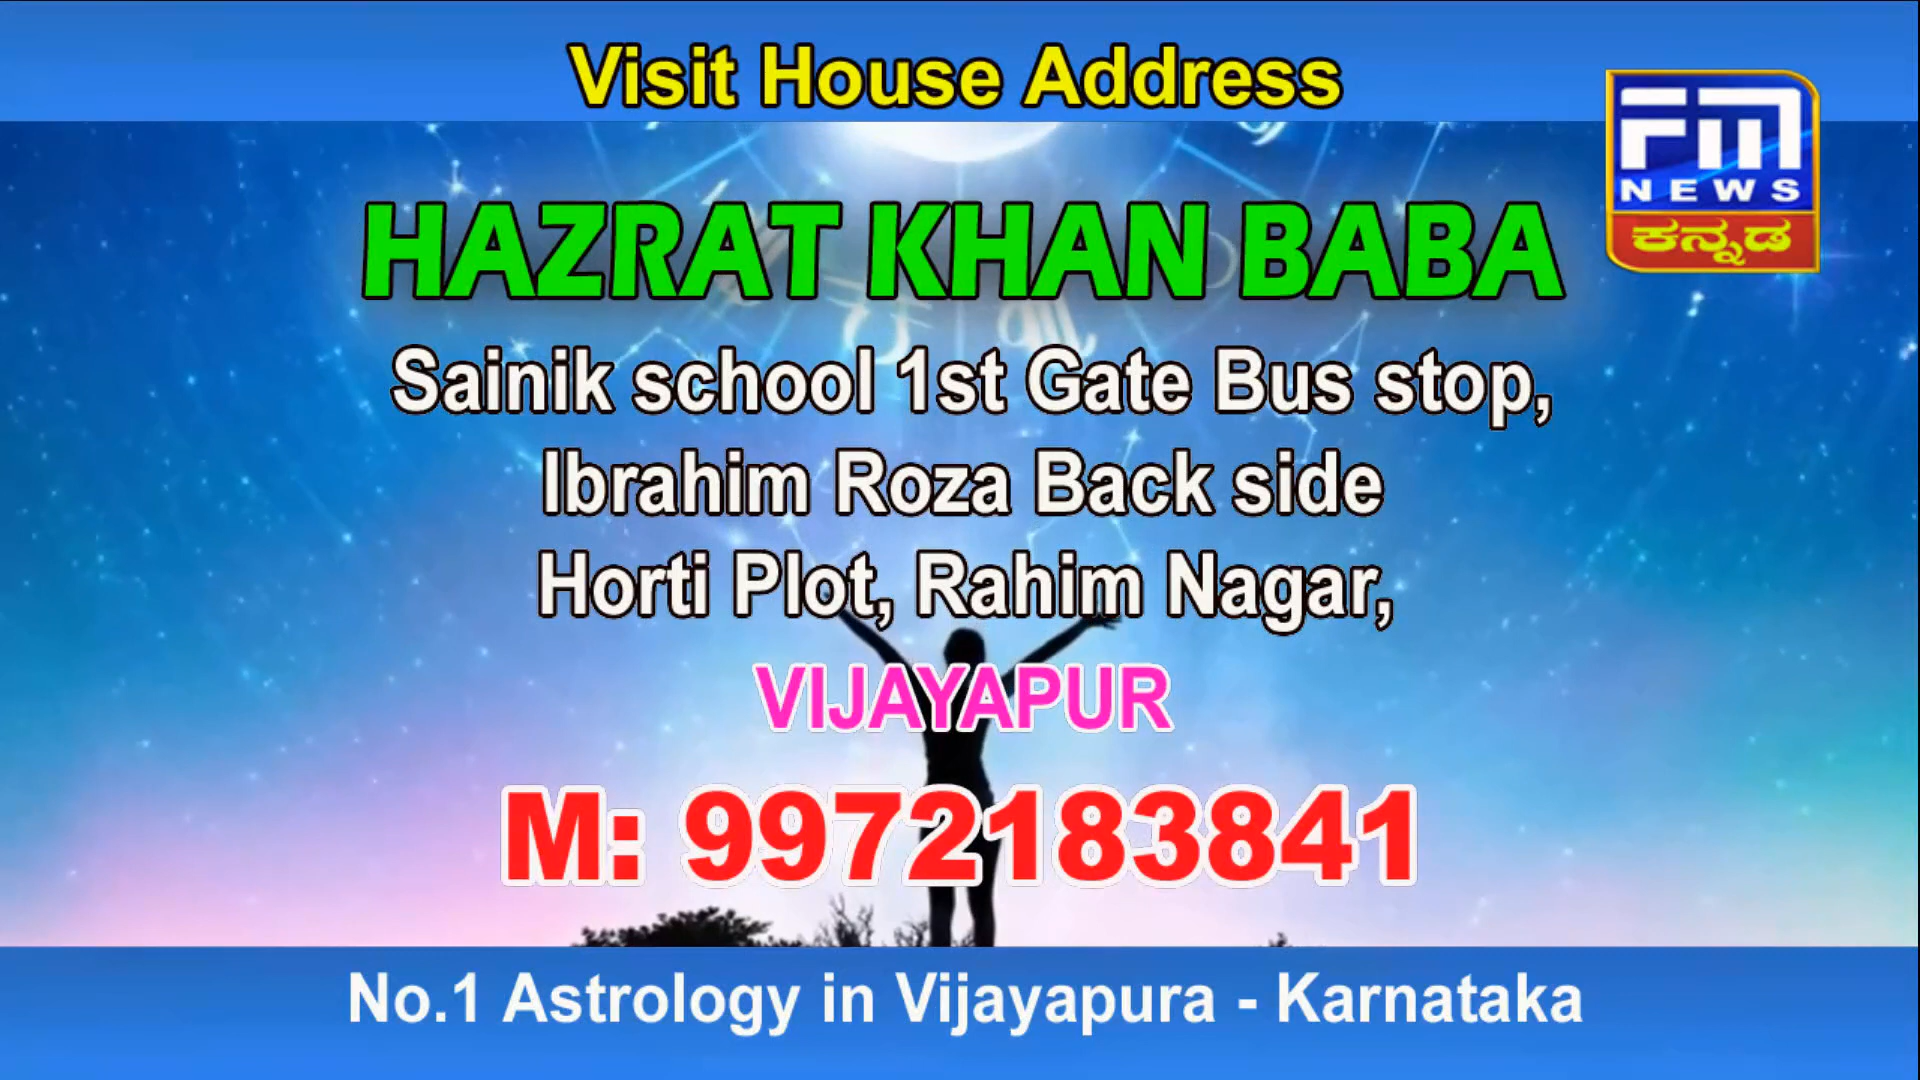 Visit House Address
FM
NEWS
ಕನ್ನಡ
HAZRAT KHAN BABA
Sainik school 1st Gate Bus stop,
Ibrahim Roza Back side
Horti Plot, Rahim Nagar,
VIJAYAPUR
M: 9972183841
No.1 Astrology in Vijayapura - Karnataka